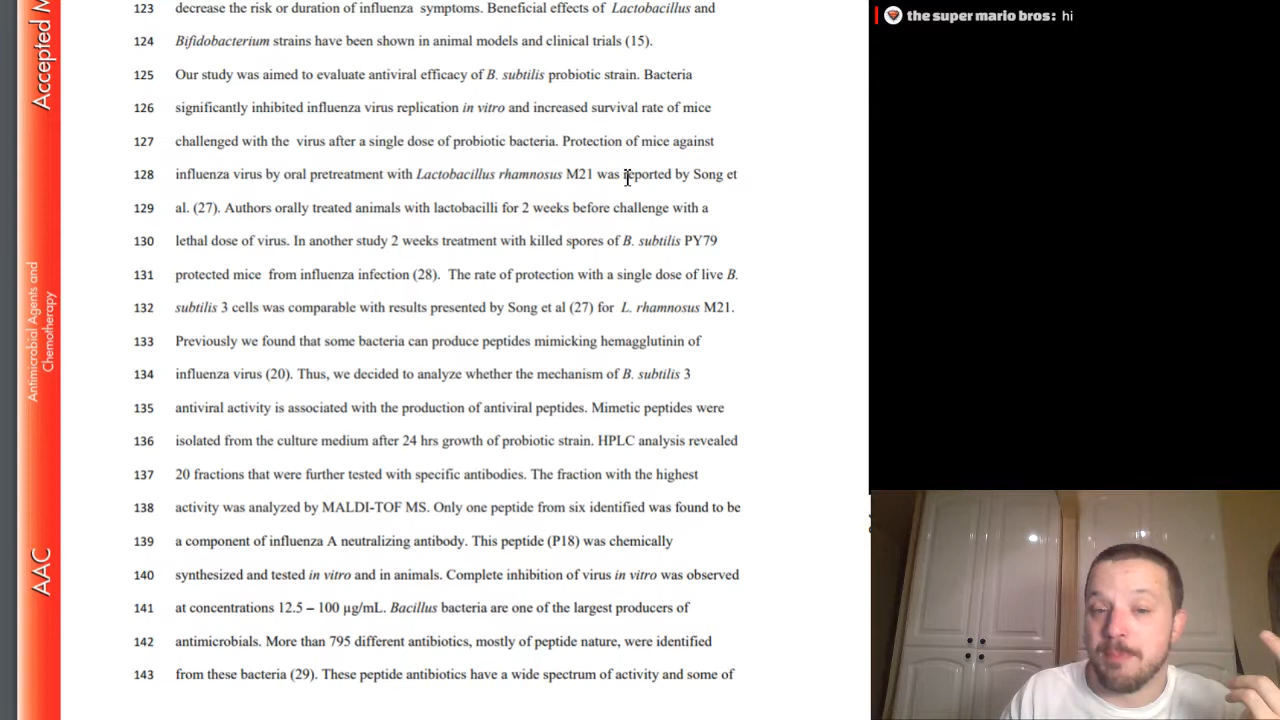 123 decrease the risk or duration of influenza symptoms. Beneficial effects of Lactobacillus and
124 Bifidobacterium strains have been shown in animal models and clinical trials (15).
125 Our study was aimed to evaluate antiviral efficacy of B. subtilis probiotic strain. Bacteria
126 significantly inhibited influenza virus replication in vitro and increased survival rate of mice
127 challenged with the virus after a single dose of probiotic bacteria. Protection of mice against
128 influenza virus by oral pretreatment with Lactobacillus rhamnosus M21 was reported by Song et
129 al. (27). Authors orally treated animals with lactobacilli for 2 weeks before challenge with a
130 lethal dose of virus. In another study 2 weeks treatment with killed spores of B. subtilis PY79
131 protected mice from influenza infection (28). The rate of protection with a single dose of live B.
132 subtilis 3 cells was comparable with results presented by Song et al (27) for L. rhamnosus M21.
133 Previously we found that some bacteria can produce peptides mimicking hemagglutinin of
134 influenza virus (20). Thus, we decided to analyze whether the mechanism of B. subtilis 3
135 antiviral activity is associated with the production of antiviral peptides. Mimetic peptides were
136 isolated from the culture medium after 24 hrs growth of probiotic strain. HPLC analysis revealed
137 20 fractions that were further tested with specific antibodies. The fraction with the highest
138 activity was analyzed by MALDI-TOF MS. Only one peptide from six identified was found to be
139 a component of influenza A neutralizing antibody. This peptide (P18) was chemically
140 synthesized and tested in vitro and in animals. Complete inhibition of virus in vitro was observed
141 at concentrations 12.5 – 100 µg/mL. Bacillus bacteria are one of the largest producers of
142 antimicrobials. More than 795 different antibiotics, mostly of peptide nature, were identified
143 from these bacteria (29). These peptide antibiotics have a wide spectrum of activity and some of
Accepted M
Antimicrobial Agents and
Chemotherapy
AAC
the super mario bros: hi